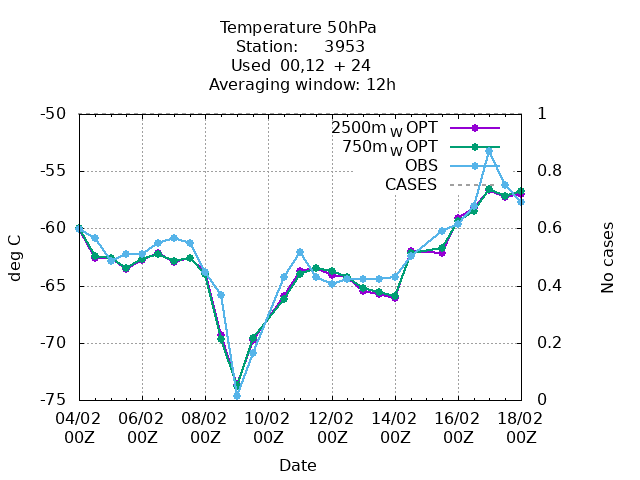 Temperature 50hPa
Station: 3953
Used 00,12 + 24
Averaging window: 12h
-50
-55
-60
-65
-70
-75
deg C
1
0.8
0.6
0.4
0.2
0
No cases
2500m_W OPT
750m_W OPT
OBS
CASES
04/02 06/02 08/02 10/02 12/02 14/02 16/02 18/02
00Z 00Z 00Z 00Z 00Z 00Z 00Z 00Z
Date